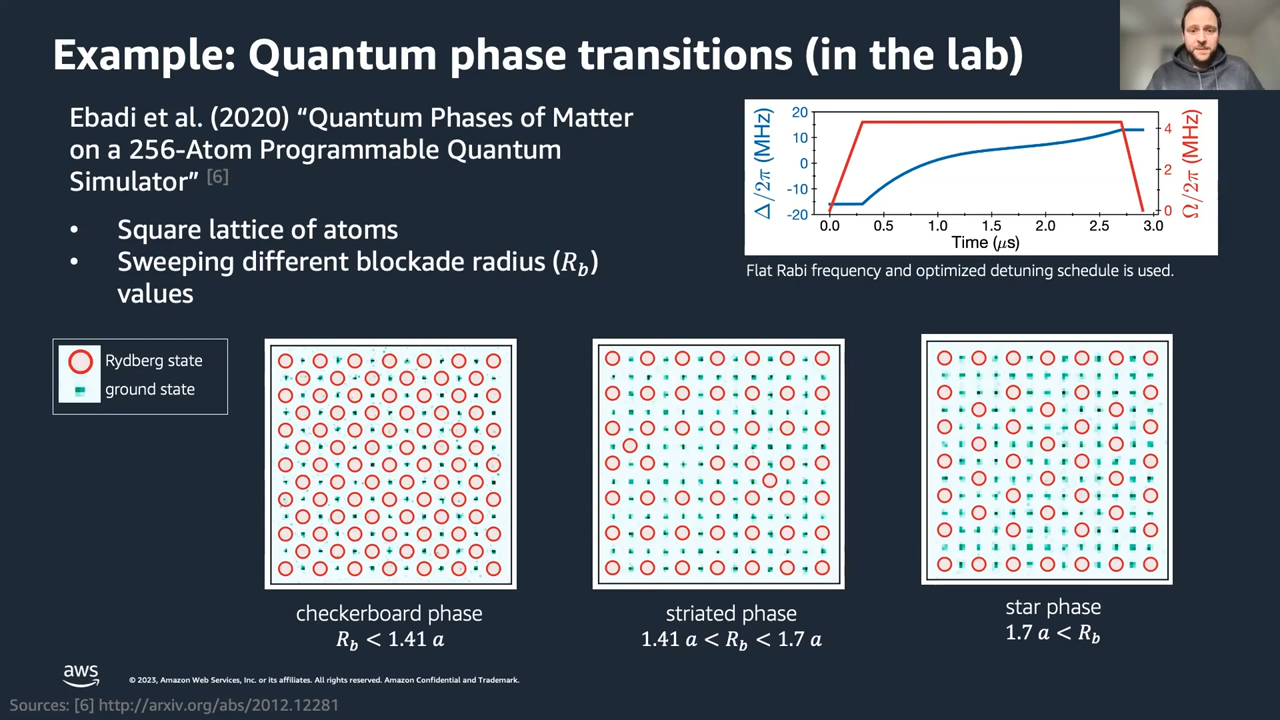 Example: Quantum phase transitions (in the lab)
Ebadi et al. (2020) “Quantum Phases of Matter
on a 256-Atom Programmable Quantum
Simulator” [6]
• Square lattice of atoms
• Sweeping different blockade radius (R_b)
values
Δ/2π (MHz)
20
10
0
-10
-20
0.0 0.5 1.0 1.5 2.0 2.5 3.0
Time (μs)
4
2
0
Ω/2π (MHz)
Flat Rabi frequency and optimized detuning schedule is used.
Rydberg state
ground state
checkerboard phase
R_b < 1.41 a
striated phase
1.41 a < R_b < 1.7 a
star phase
1.7 a < R_b
aws
© 2023, Amazon Web Services, Inc. or its affiliates. All rights reserved. Amazon Confidential and Trademark.
Sources: [6] http://arxiv.org/abs/2012.12281